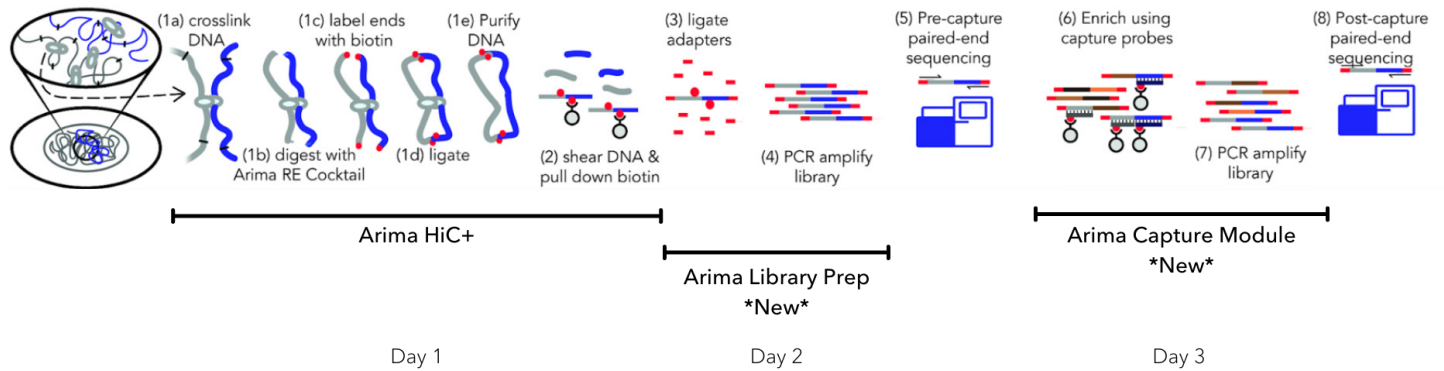 (1a) crosslink
DNA
(1c) label ends
with biotin
(1e) Purify
DNA
(1b) digest with
Arima RE Cocktail
(1d) ligate
(2) shear DNA &
pull down biotin
(3) ligate
adapters
(4) PCR amplify
library
(5) Pre-capture
paired-end
sequencing
(6) Enrich using
capture probes
(7) PCR amplify
library
(8) Post-capture
paired-end
sequencing
Arima HiC+
Arima Library Prep
*New*
Arima Capture Module
*New*
Day 1
Day 2
Day 3